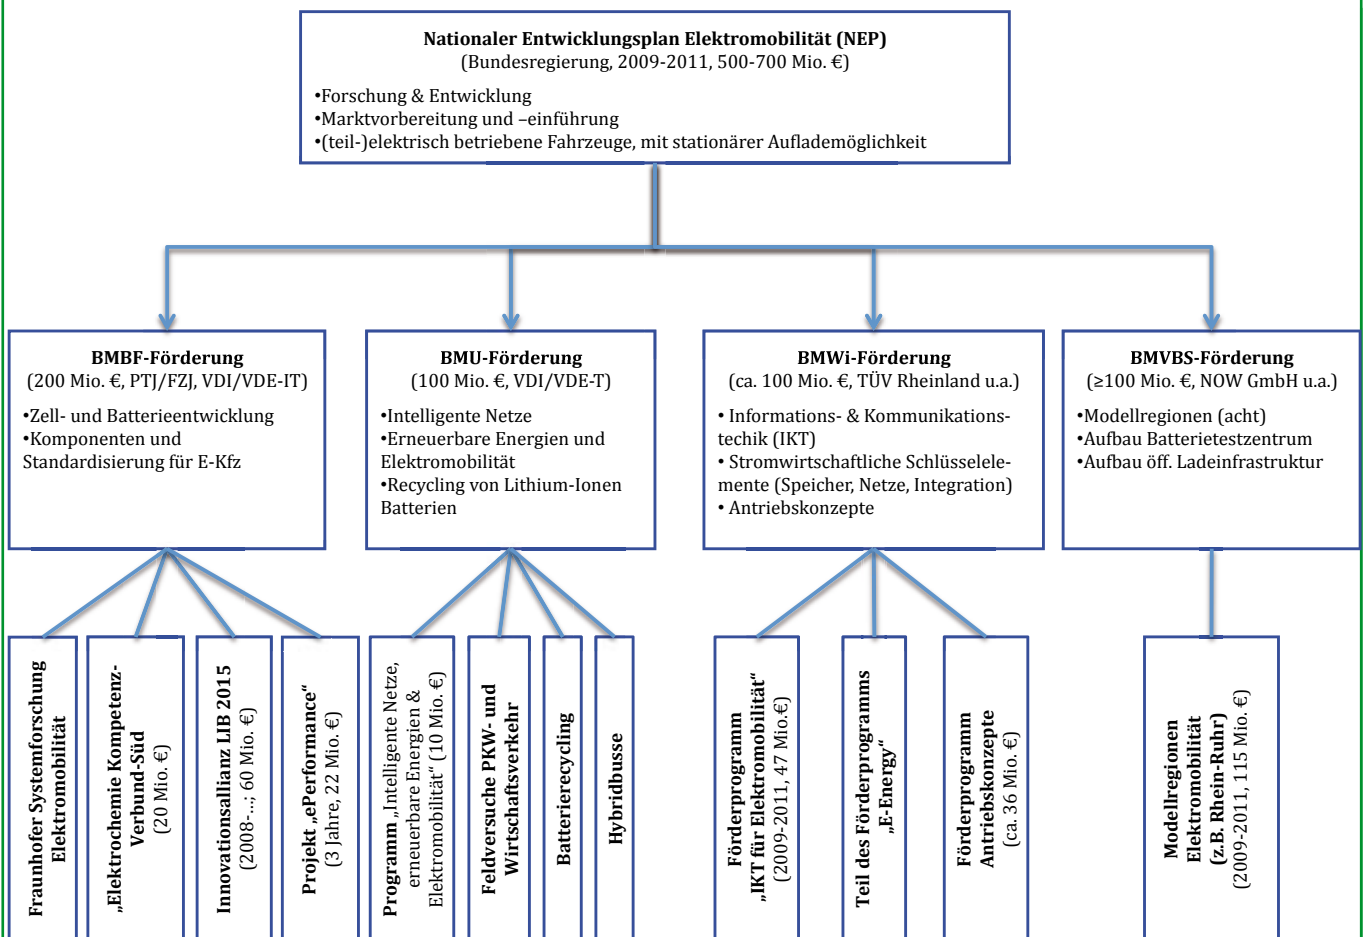 Nationaler Entwicklungsplan Elektromobilität (NEP)
(Bundesregierung, 2009-2011, 500-700 Mio. €)
•Forschung & Entwicklung
•Marktvorbereitung und –einführung
•(teil-)elektrisch betriebene Fahrzeuge, mit stationärer Auflademöglichkeit
BMBF-Förderung
(200 Mio. €, PTJ/FZJ, VDI/VDE-IT)
•Zell- und Batterieentwicklung
•Komponenten und
Standardisierung für E-Kfz
BMU-Förderung
(100 Mio. €, VDI/VDE-T)
•Intelligente Netze
•Erneuerbare Energien und
Elektromobilität
•Recycling von Lithium-Ionen
Batterien
BMWi-Förderung
(ca. 100 Mio. €, TÜV Rheinland u.a.)
• Informations- & Kommunikations-
techik (IKT)
• Stromwirtschaftliche Schlüsselele-
mente (Speicher, Netze, Integration)
• Antriebskonzepte
BMVBS-Förderung
(≥100 Mio. €, NOW GmbH u.a.)
•Modellregionen (acht)
•Aufbau Batterietestzentrum
•Aufbau öff. Ladeinfrastruktur
Fraunhofer Systemforschung
Elektromobilität
„Elektrochemie Kompetenz-
Verbund-Süd
(20 Mio. €)
Innovationsallianz LIB 2015
(2008-...; 60 Mio. €)
Projekt „ePerformance“
(3 Jahre, 22 Mio. €)
Programm „Intelligente Netze,
erneuerbare Energien &
Elektromobilität“ (10 Mio. €)
Feldversuche PKW- und
Wirtschaftsverkehr
Batterierecycling
Hybridbusse
Förderprogramm
„IKT für Elektromobilität“
(2009-2011, 47 Mio.€)
Teil des Förderprogramms
„E-Energy“
Förderprogramm
Antriebskonzepte
(ca. 36 Mio. €)
Modellregionen
Elektromobilität
(z.B. Rhein-Ruhr)
(2009-2011, 115 Mio. €)